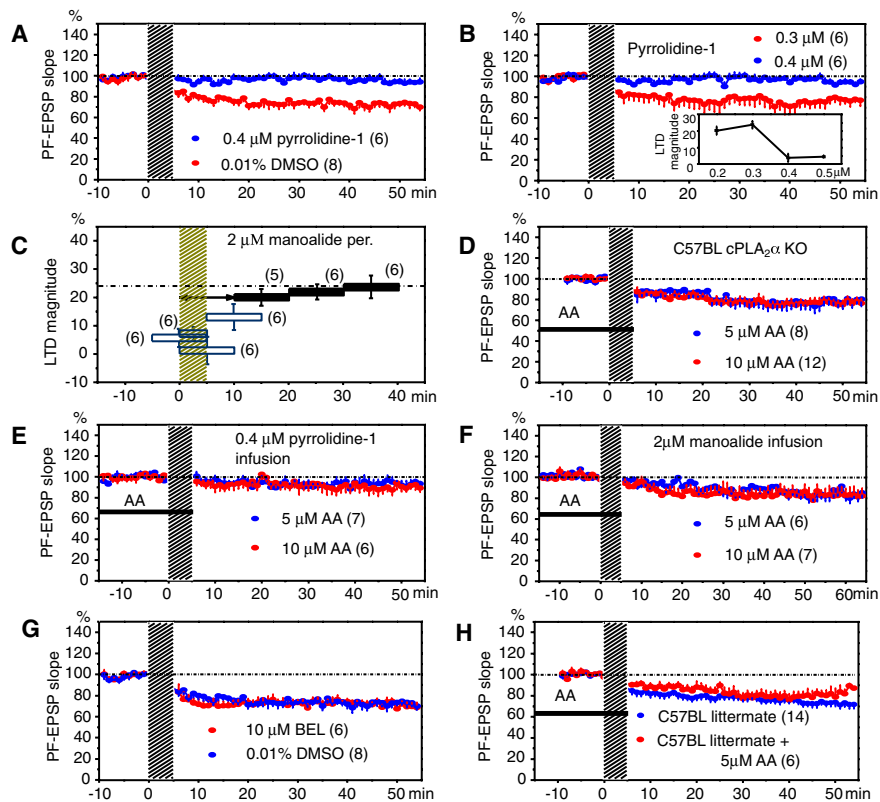 A
%
PF-EPSP slope
140
120
100
80
60
40
20
0
0.4 μM pyrrolidine-1 (6)
0.01% DMSO (8)
-10 0 10 20 30 40 50 min
B
%
PF-EPSP slope
140
120
100
80
60
40
20
0
Pyrrolidine-1
0.3 μM (6)
0.4 μM (6)
LTD
magnitude
30
20
10
0
0.2 0.3 0.4 0.5 μM
-10 0 10 20 30 40 50 min
C
%
LTD magnitude
40
30
20
10
0
-10
2 μM manoalide per.
(5) (6) (6)
(6)
(6)
(6) (6)
-10 0 10 20 30 40 min
D
%
PF-EPSP slope
140
120
100
80
60
40
20
0
C57BL cPLA₂α KO
AA
5 μM AA (8)
10 μM AA (12)
-10 0 10 20 30 40 50 min
E
%
PF-EPSP slope
140
120
100
80
60
40
20
0
0.4 μM pyrrolidine-1
infusion
AA
5 μM AA (7)
10 μM AA (6)
-10 0 10 20 30 40 50 min
F
%
PF-EPSP slope
140
120
100
80
60
40
20
0
2μM manoalide infusion
AA
5 μM AA (6)
10 μM AA (7)
-10 0 10 20 30 40 50 60 min
G
%
PF-EPSP slope
140
120
100
80
60
40
20
0
10 μM BEL (6)
0.01% DMSO (8)
-10 0 10 20 30 40 50 min
H
%
PF-EPSP slope
140
120
100
80
60
40
20
0
AA
C57BL littermate (14)
C57BL littermate +
5μM AA (6)
-10 0 10 20 30 40 50 min